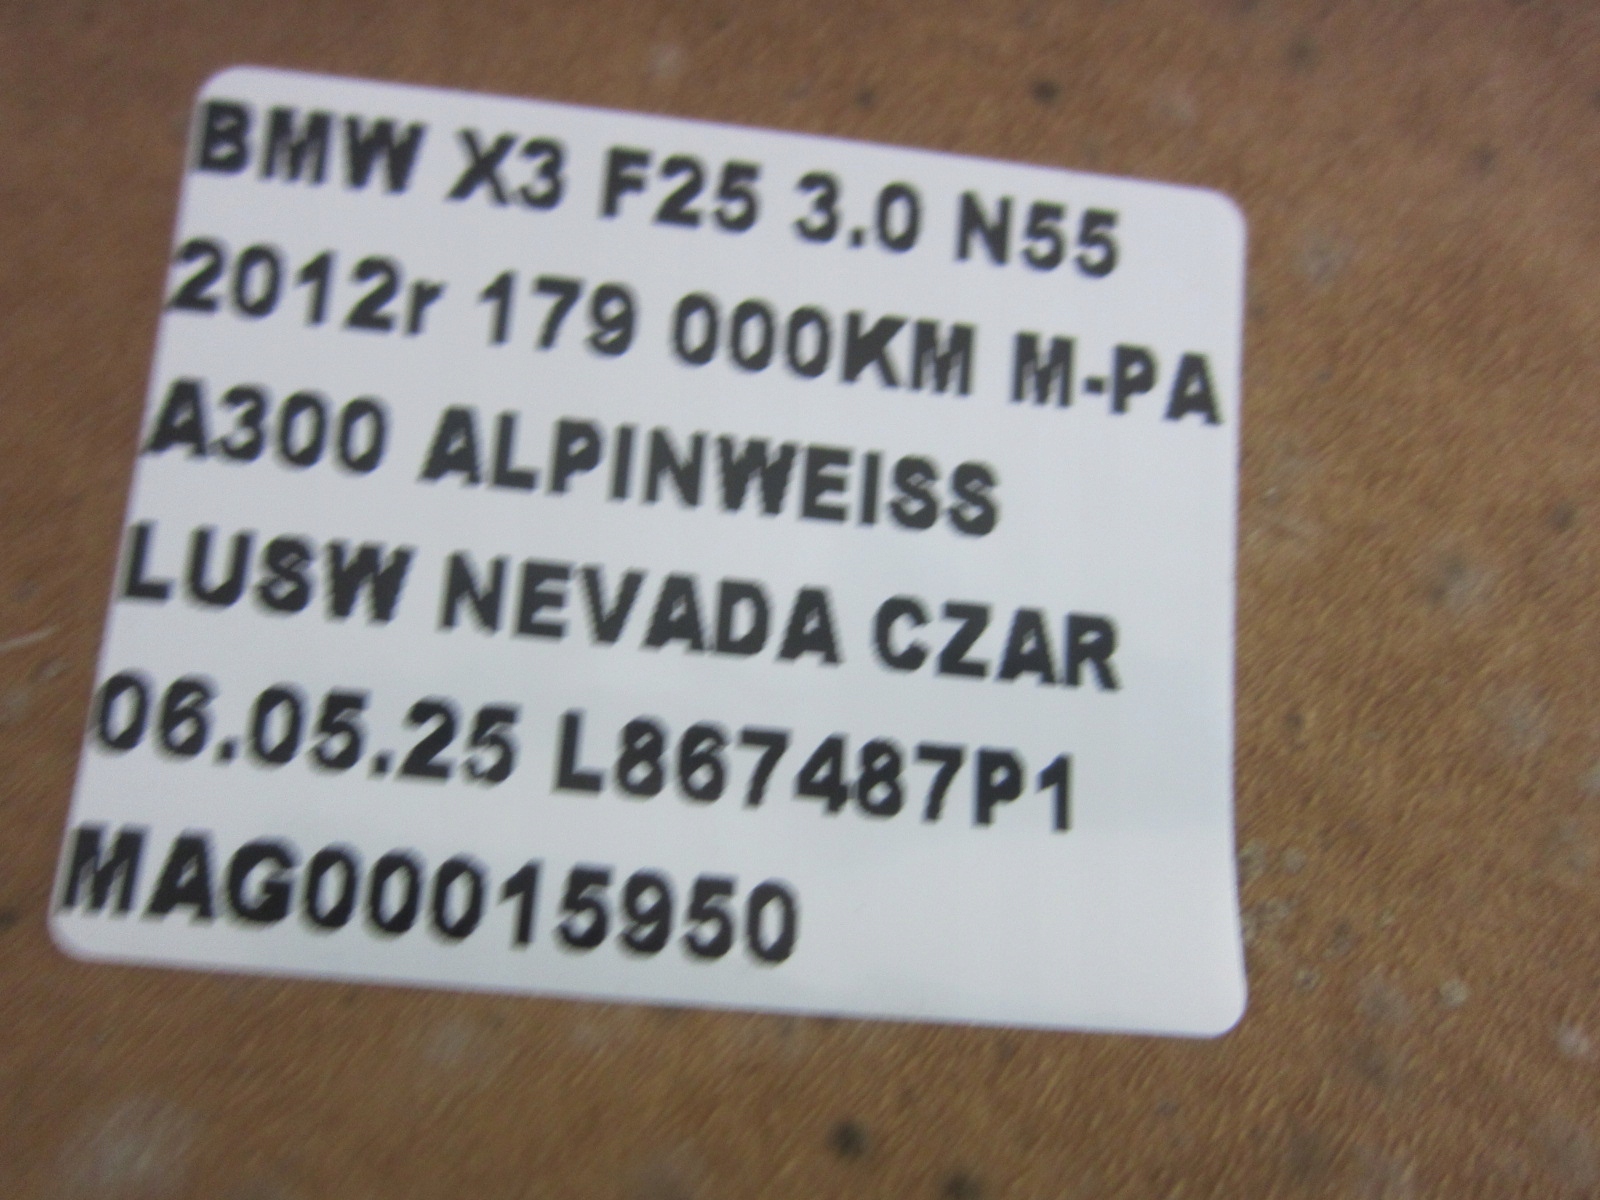 BMW X3 F25 3.0 N55
2012r 179 000KM M-PA
A300 ALPINWEISS
LUSW NEVADA CZAR
06.05.25 L867487P1
MAG00015950